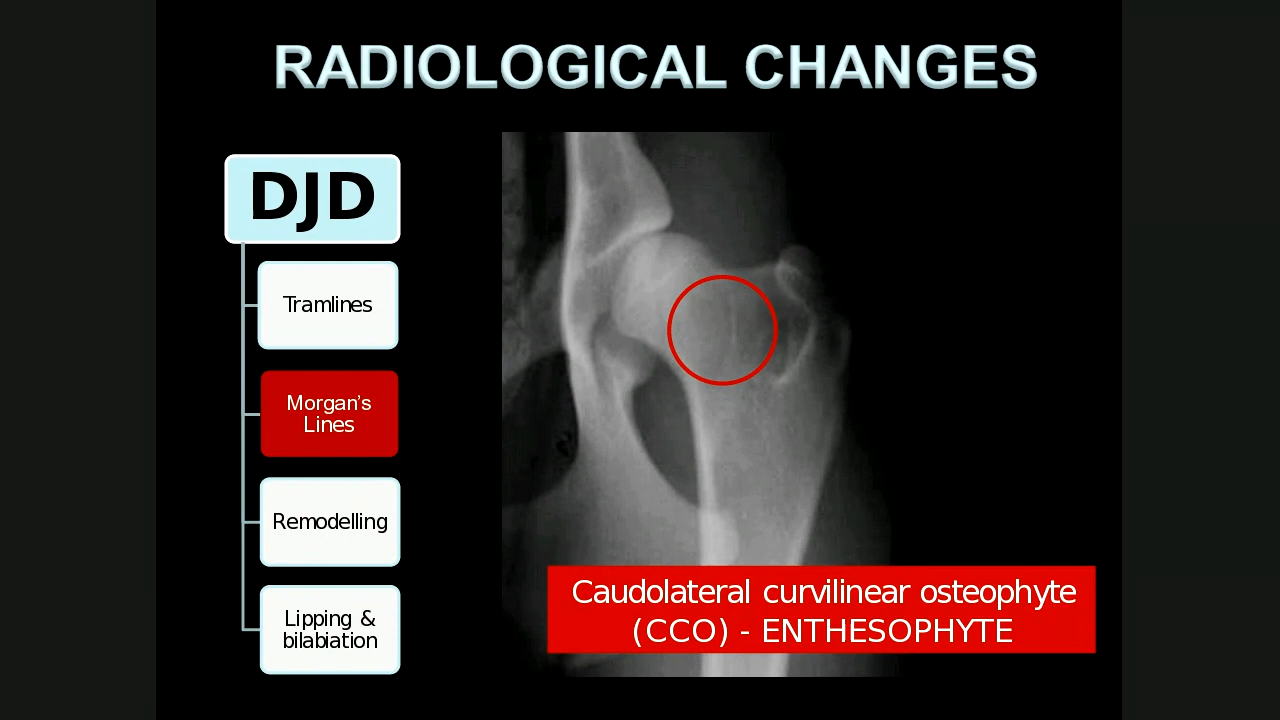 RADIOLOGICAL CHANGES
DJD
Tramlines
Morgan's
Lines
Remodelling
Lipping &
bilabiation
Caudolateral curvilinear osteophyte
(CCO) - ENTHESOPHYTE